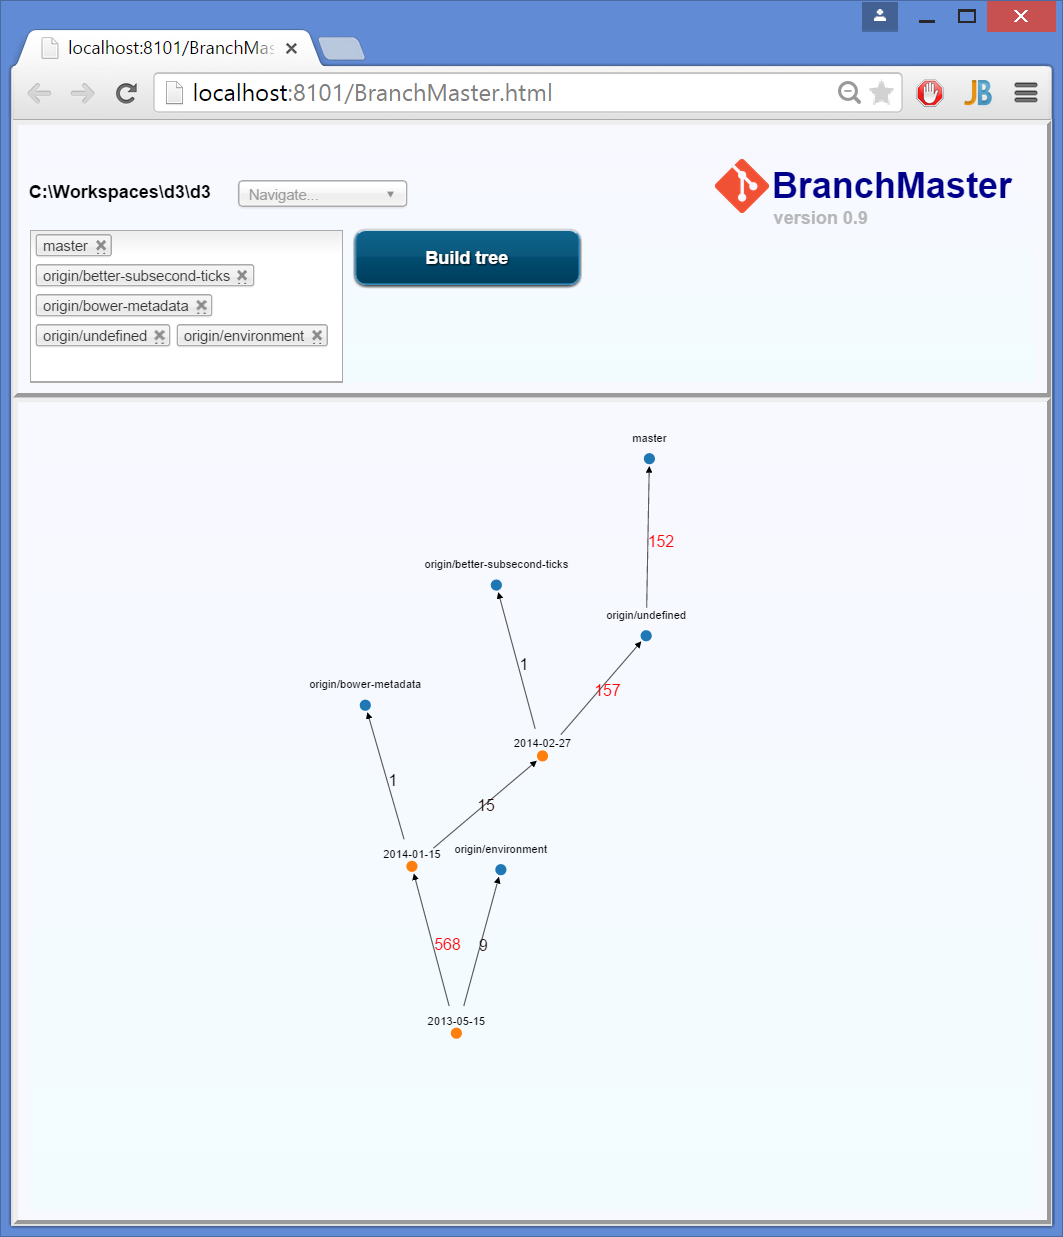 localhost:8101/BranchMas
localhost:8101/BranchMaster.html
JB
C:\Workspaces\d3\d3
Navigate...
BranchMaster
version 0.9
master
origin/better-subsecond-ticks
origin/bower-metadata
origin/undefined origin/environment
Build tree
master
152
origin/better-subsecond-ticks
origin/undefined
1
origin/bower-metadata
157
2014-02-27
1
15
2014-01-15
origin/environment
568
9
2013-05-15